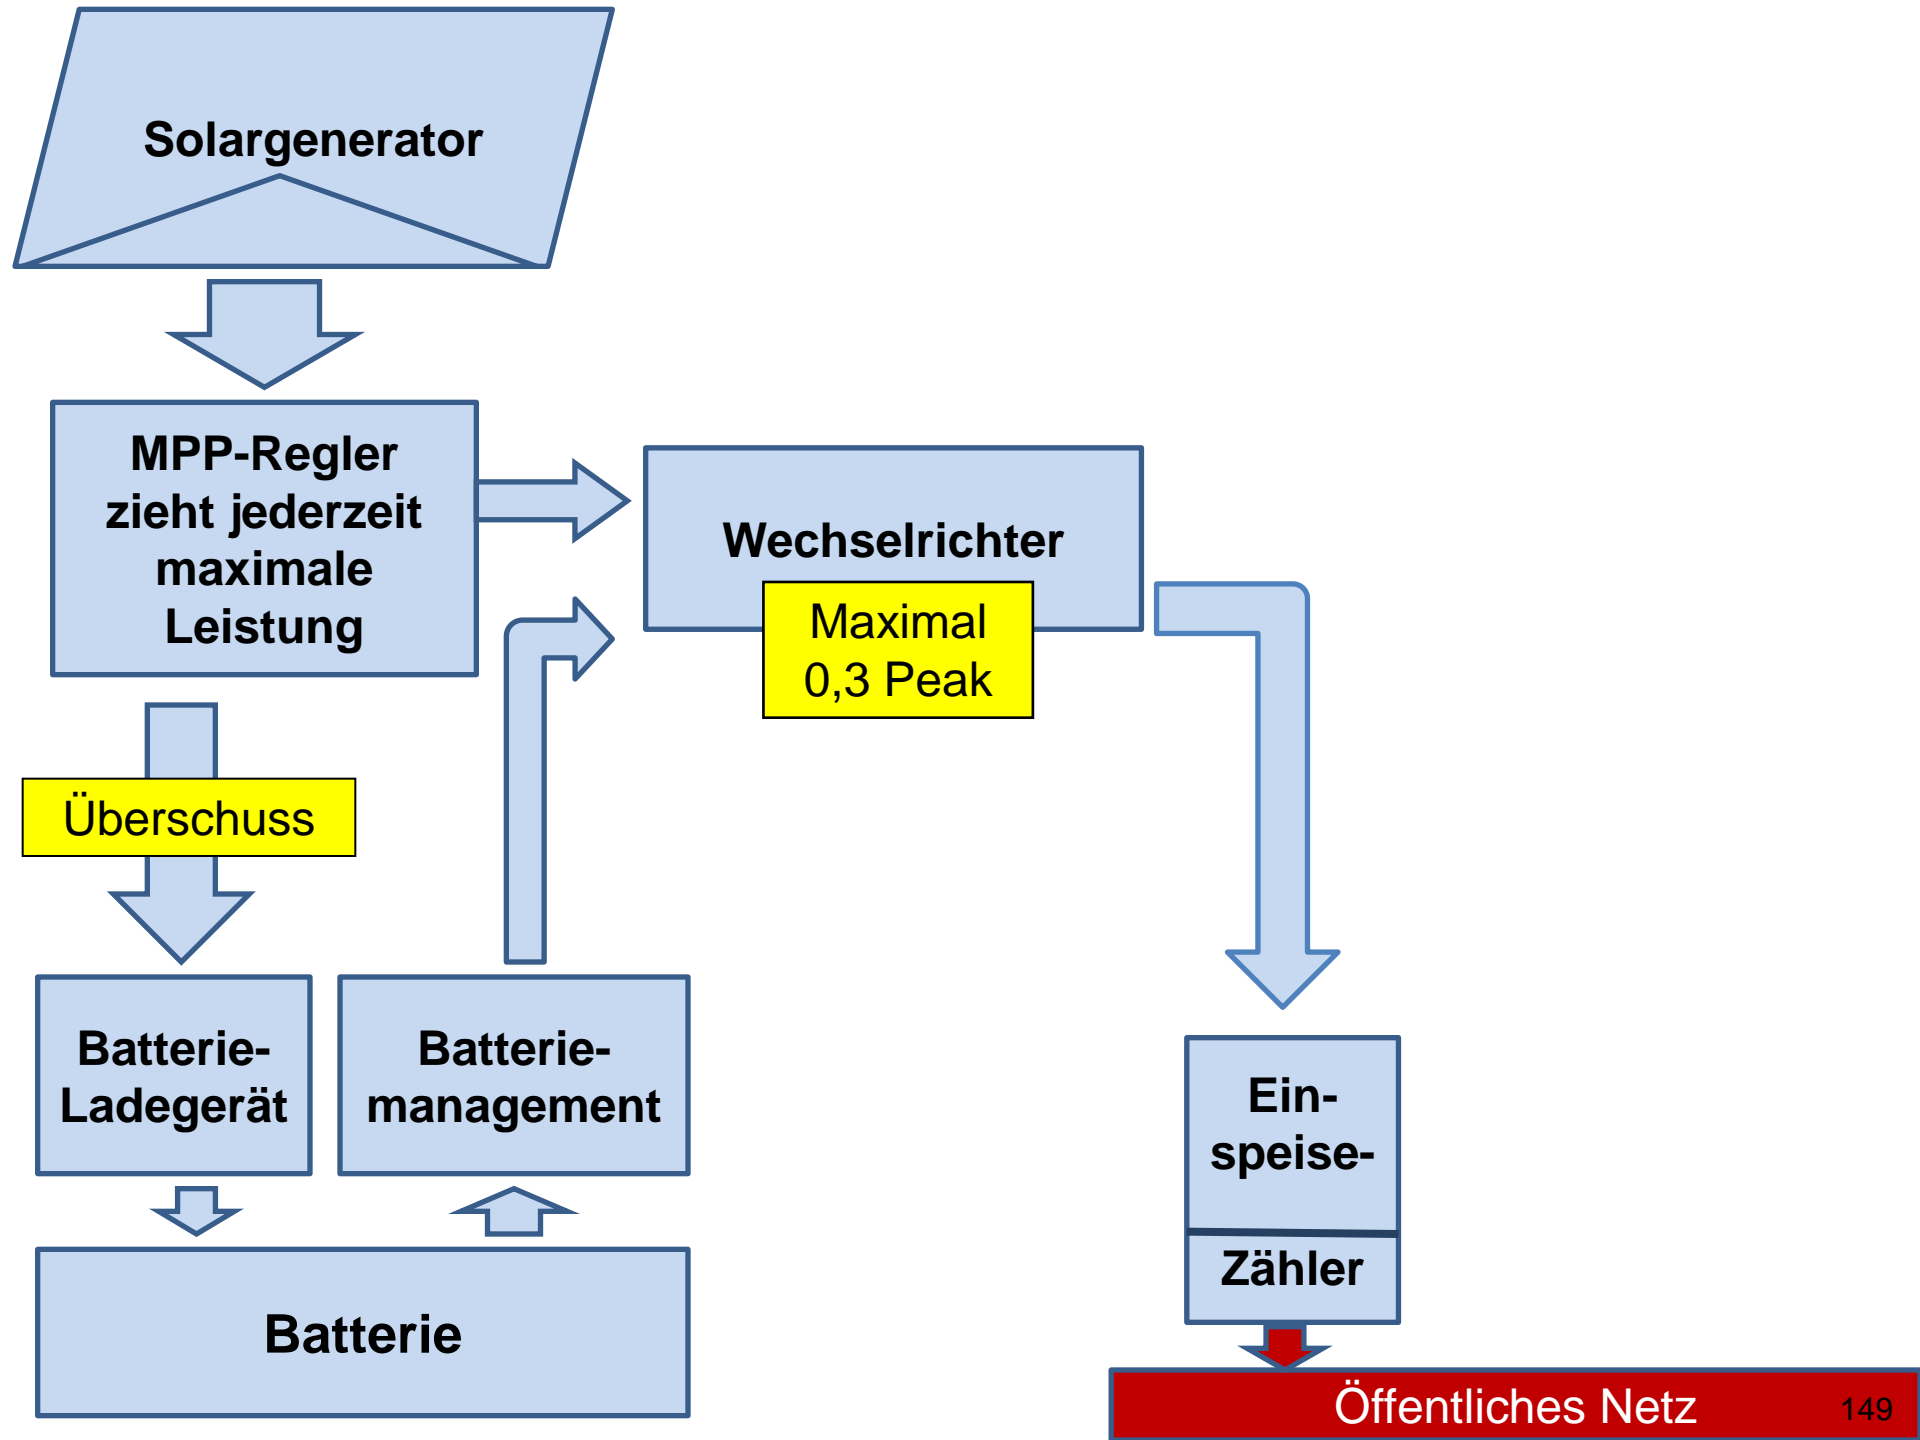 Solargenerator
MPP-Regler
zieht jederzeit
maximale
Leistung
Wechselrichter
Maximal
0,3 Peak
Überschuss
Batterie-
Ladegerät
Batterie-
management
Batterie
Ein-
speise-
Zähler
Öffentliches Netz
149